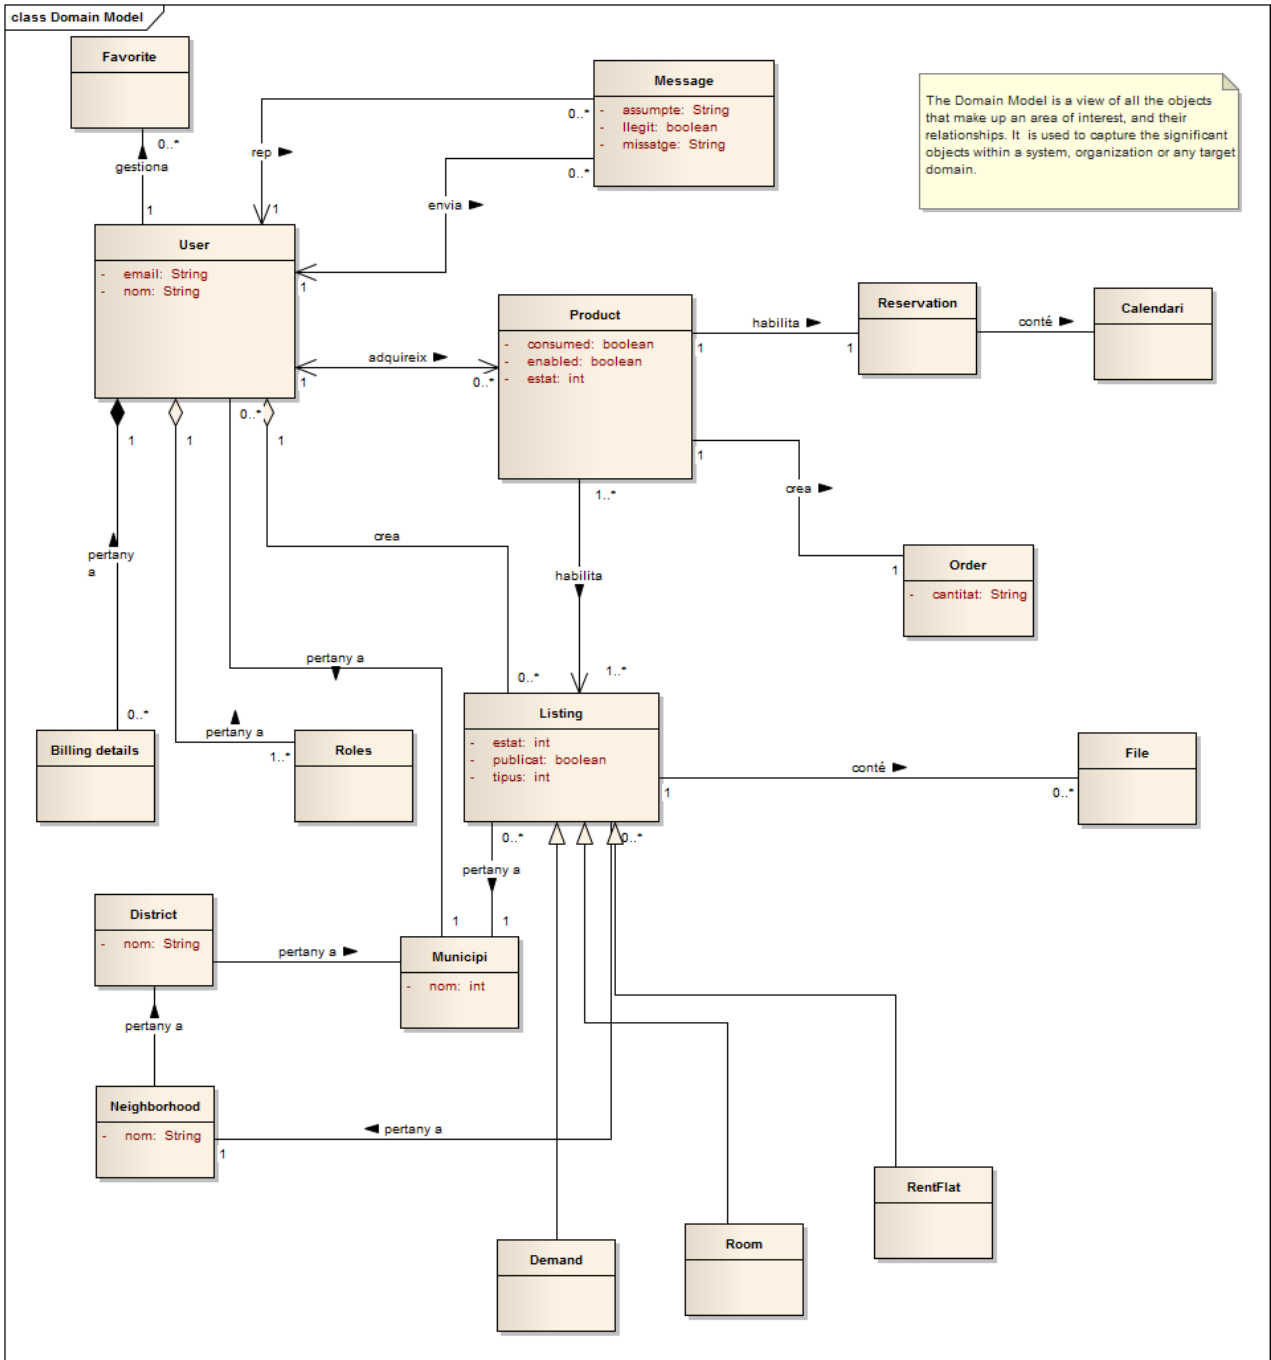 class Domain Model
Favorite
0..*
gestiona
1
Message
- assumpte: String
- llegit: boolean
- missatge: String
0..*
rep
1
0..*
envia
1
The Domain Model is a view of all the objects
that make up an area of interest, and their
relationships. It is used to capture the significant
objects within a system, organization or any target
domain.
User
- email: String
- nom: String
adquireix
1
0..*
Product
- consumed: boolean
- enabled: boolean
- estat: int
habilita
1
1
Reservation
conté
Calendari
1
crea
1
Order
- cantitat: String
1
1
0..*
1
1..*
crea
habilita
pertany
a
pertany a
pertany a
0..*
1..*
0..*
1..*
Billing details
Roles
Listing
- estat: int
- publicat: boolean
- tipus: int
conté
1
0..*
File
0..*
0..*
pertany a
1
1
District
- nom: String
pertany a
Municipi
- nom: int
pertany a
Neighborhood
- nom: String
pertany a
1
RentFlat
Room
Demand